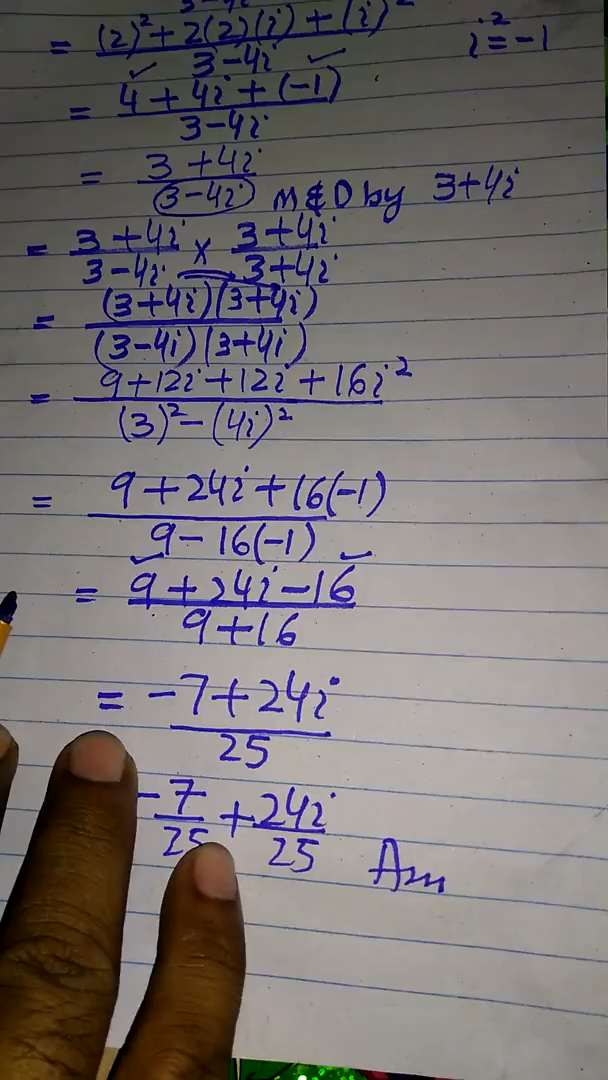 = (2)² + 2(2)(i) + (i)² / 3-4i
i² = -1
= 4 + 4i + (-1) / 3-4i
= 3 + 4i / (3-4i) M & D by 3+4i
= 3+4i / 3-4i × 3+4i / 3+4i
= (3+4i)(3+4i) / (3-4i)(3+4i)
= 9+12i+12i+16i² / (3)²-(4i)²
= 9+24i+16(-1) / 9-16(-1)
= 9+24i-16 / 9+16
= -7+24i / 25
-7/25 + 24i/25 Ans